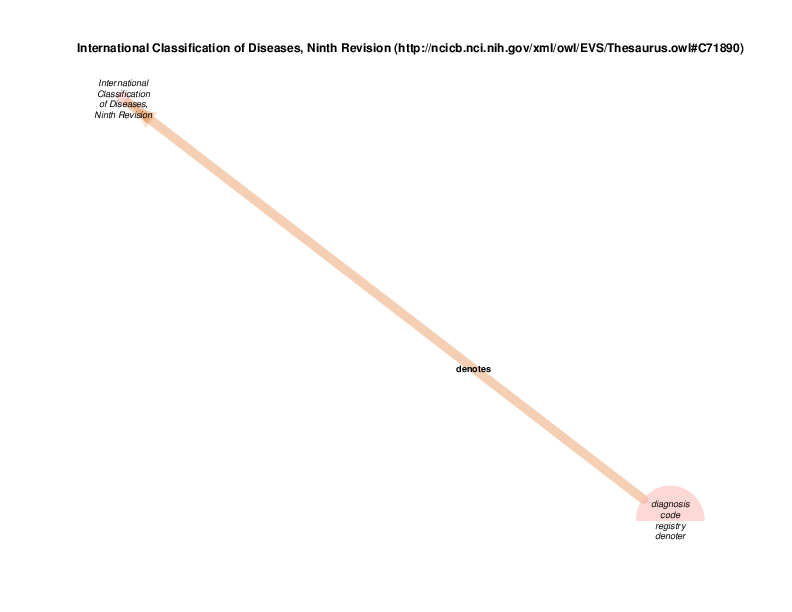 International Classification of Diseases, Ninth Revision (http://ncicb.nci.nih.gov/xml/owl/EVS/Thesaurus.owl#C71890)
International
Classification
of Diseases,
Ninth Revision
denotes
diagnosis
code
registry
denoter